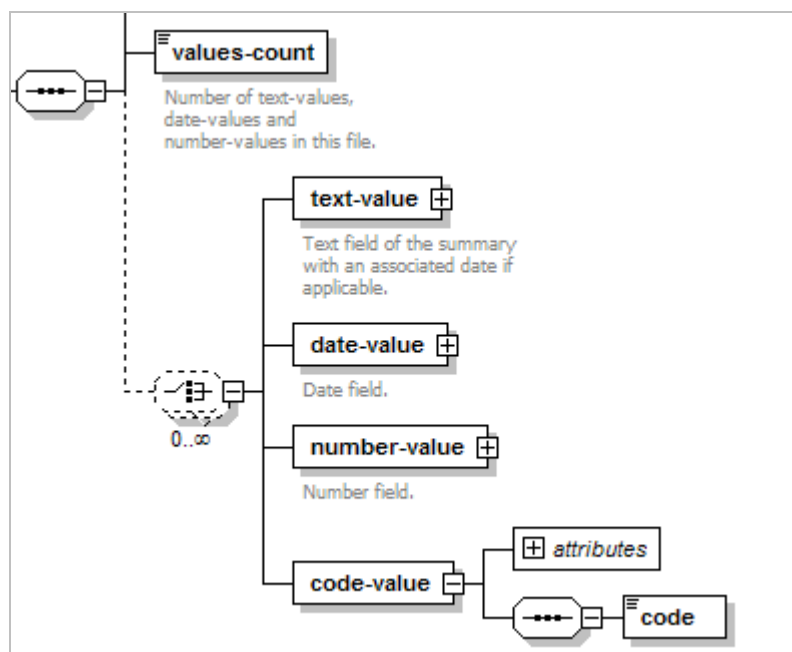 values-count
Number of text-values,
date-values and
number-values in this file.
text-value
Text field of the summary
with an associated date if
applicable.
date-value
Date field.
0..∞
number-value
Number field.
attributes
code-value
code